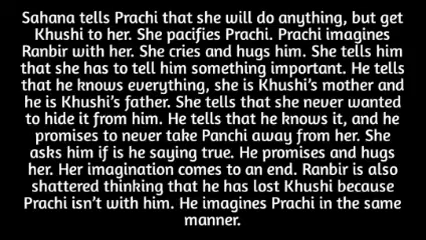 Sahana tells Prachi that she will do anything, but get
Khushi to her. She pacifies Prachi. Prachi imagines
Ranbir with her. She cries and hugs him. She tells him
that she has to tell him something important. He tells
that he knows everything, she is Khushi's mother and
he is Khushi's father. She tells that she never wanted
to hide it from him. He tells that he knows it, and he
promises to never take Panchi away from her. She
asks him if is he saying true. He promises and hugs
her. Her imagination comes to an end. Ranbir is also
shattered thinking that he has lost Khushi because
Prachi isn't with him. He imagines Prachi in the same
manner.